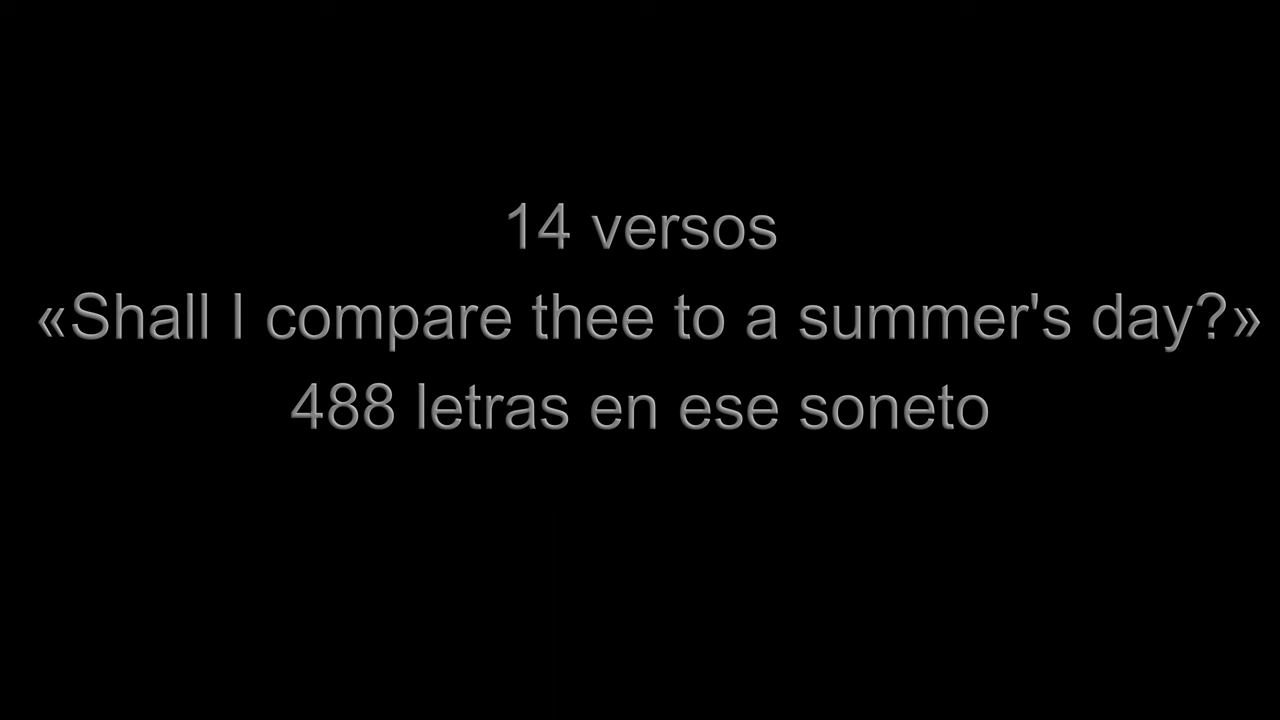 14 versos
«Shall I compare thee to a summer's day?»
488 letras en ese soneto